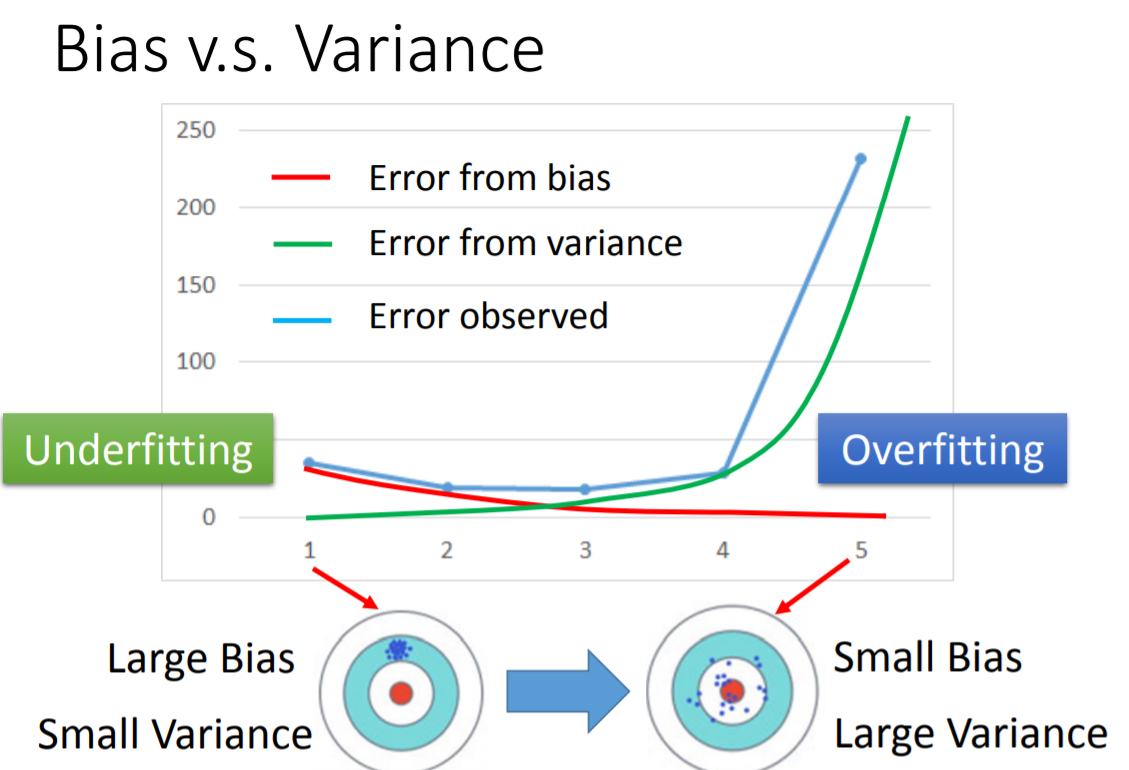 Bias v.s. Variance
250
Error from bias
200
Error from variance
150
Error observed
100
Underfitting
Overfitting
0
1 2 3 4 5
Large Bias
Small Variance
Small Bias
Large Variance